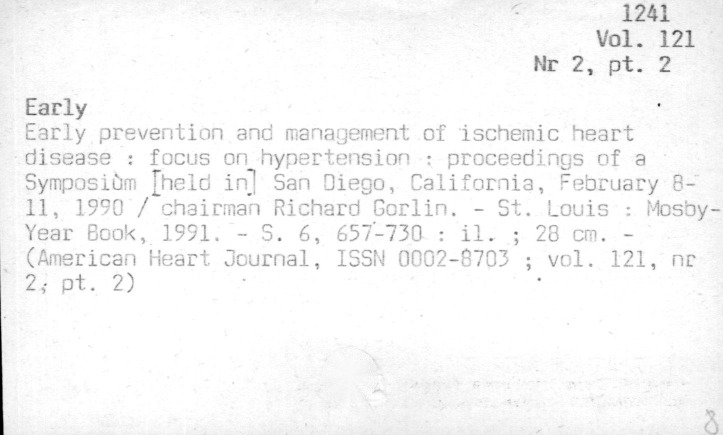 1241
Vol. 121
Nr 2, pt. 2
Early
Early prevention and management of ischemic heart
disease : focus on hypertension : proceedings of a
Symposiùm [held in] San Diego, California, February 8-
11, 1990 / chairman Richard Gorlin. - St. Louis : Mosby-
Year Book, 1991. - S. 6, 657-730 : il. ; 28 cm. -
(American Heart Journal, ISSN 0002-8703 ; vol. 121, nr
2, pt. 2)
8